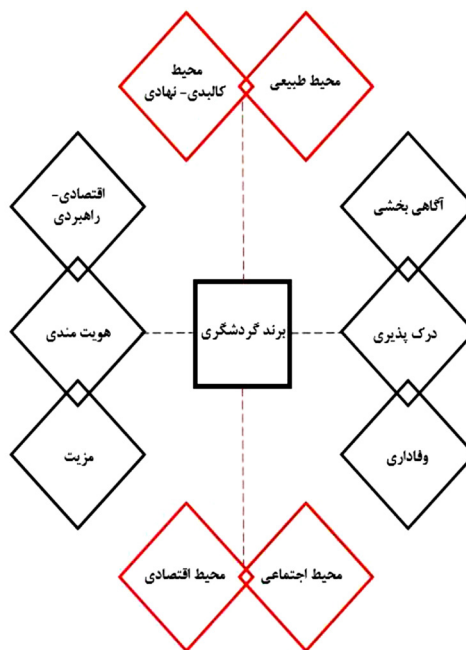 محیط طبیعی
محیط
کالبدی- نهادی
آگاهی بخشی
اقتصادی-
راهبردی
درک پذیری
برند گردشگری
هویت مندی
وفاداری
مزیت
محیط اجتماعی
محیط اقتصادی